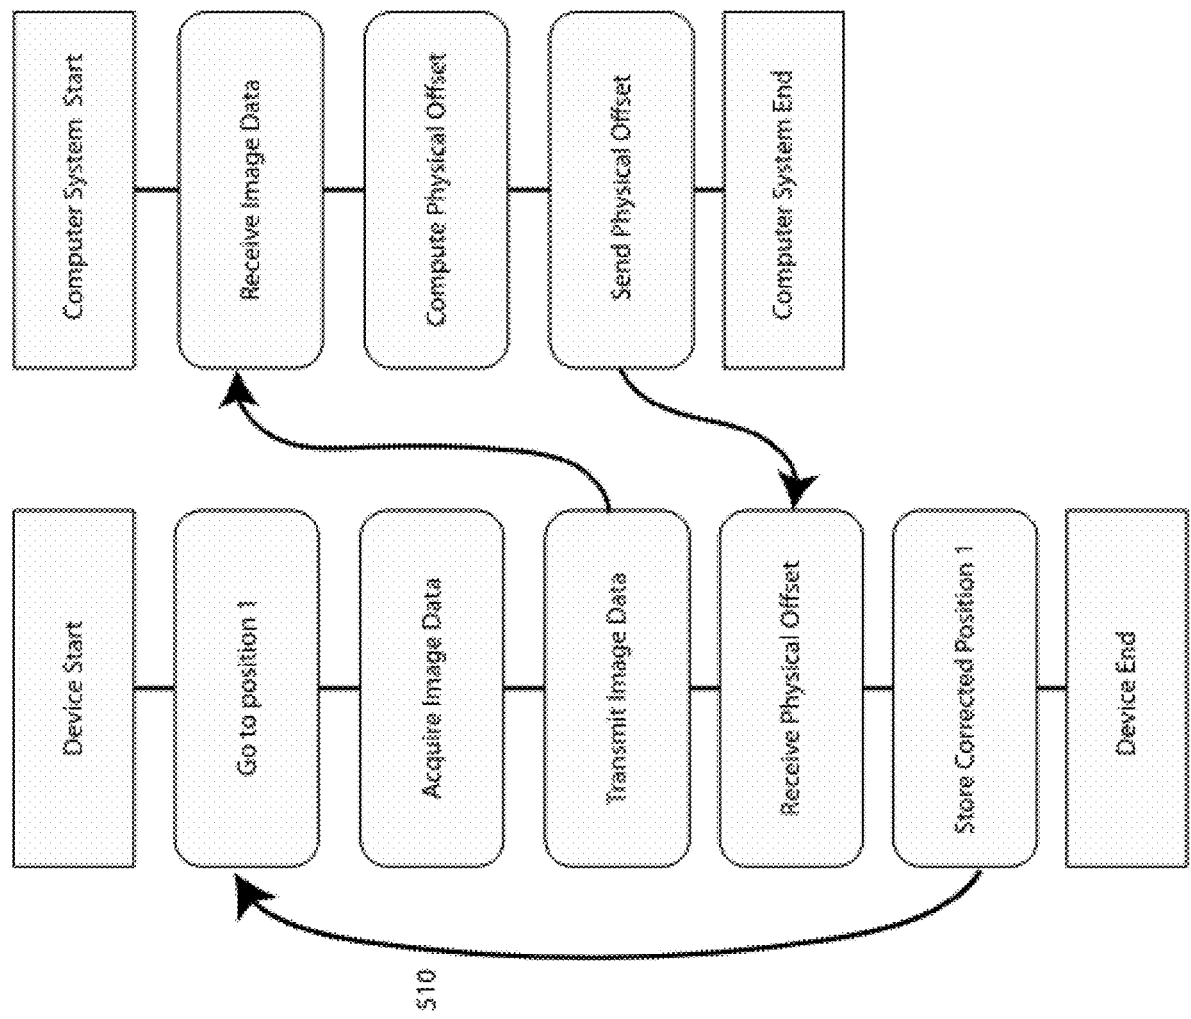 Device Start
Go to position 1
Acquire Image Data
Transmit Image Data
Receive Physical Offset
Store Corrected Position 1
Device End
510
Computer System Start
Receive Image Data
Compute Physical Offset
Send Physical Offset
Computer System End